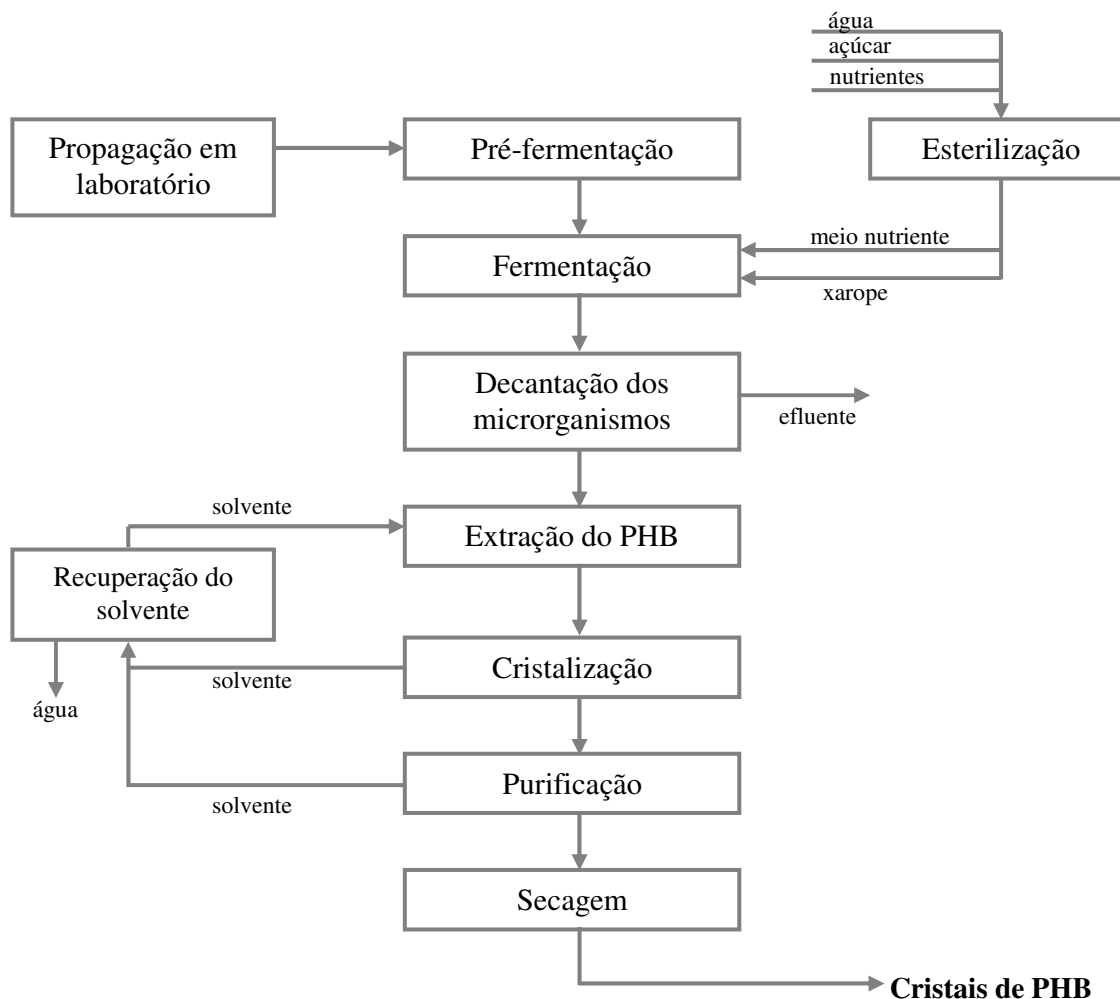 água
açúcar
nutrientes
Propagação em
laboratório
Pré-fermentação
Esterilização
meio nutriente
Fermentação
xarope
Decantação dos
microrganismos
efluente
solvente
Extração do PHB
Recuperação do
solvente
Cristalização
solvente
água
Purificação
solvente
Secagem
Cristais de PHB